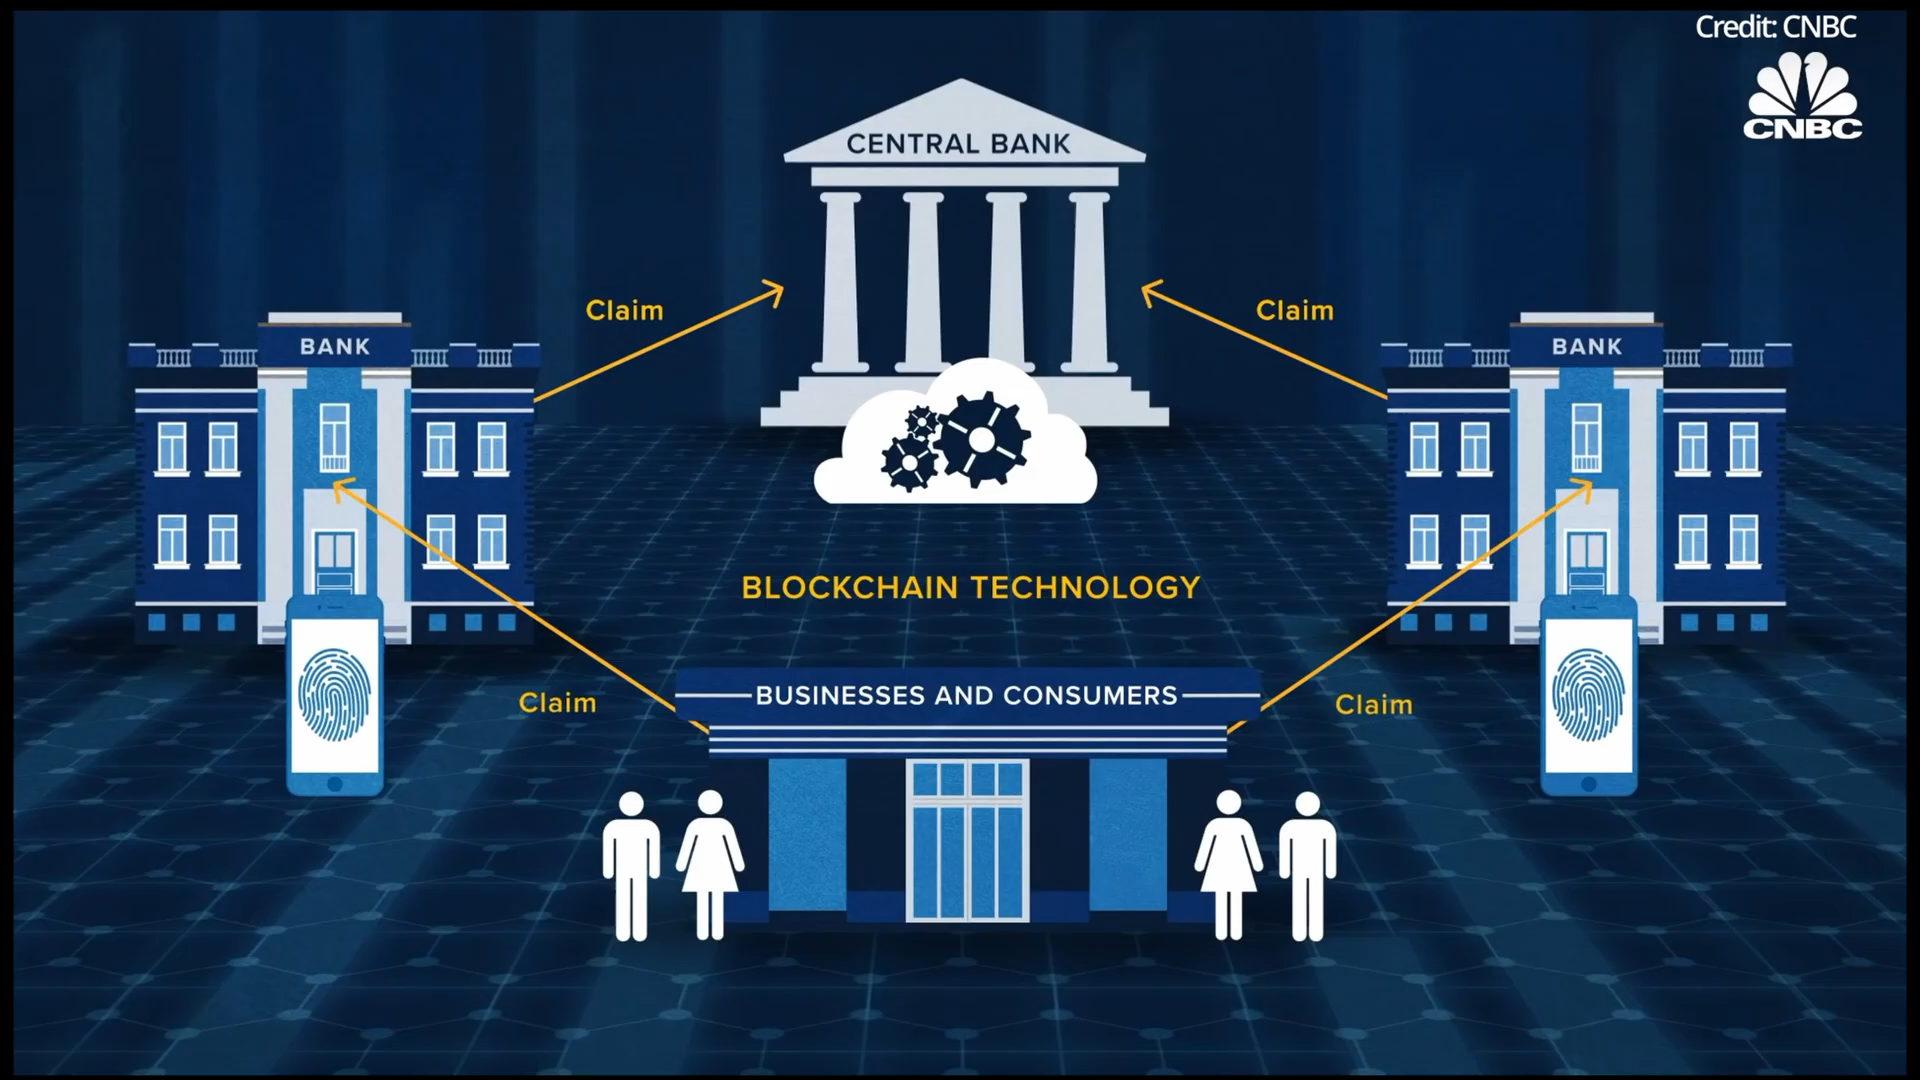 Credit: CNBC
CNBC
CENTRAL BANK
Claim
Claim
BANK
BANK
BLOCKCHAIN TECHNOLOGY
BUSINESSES AND CONSUMERS
Claim
Claim